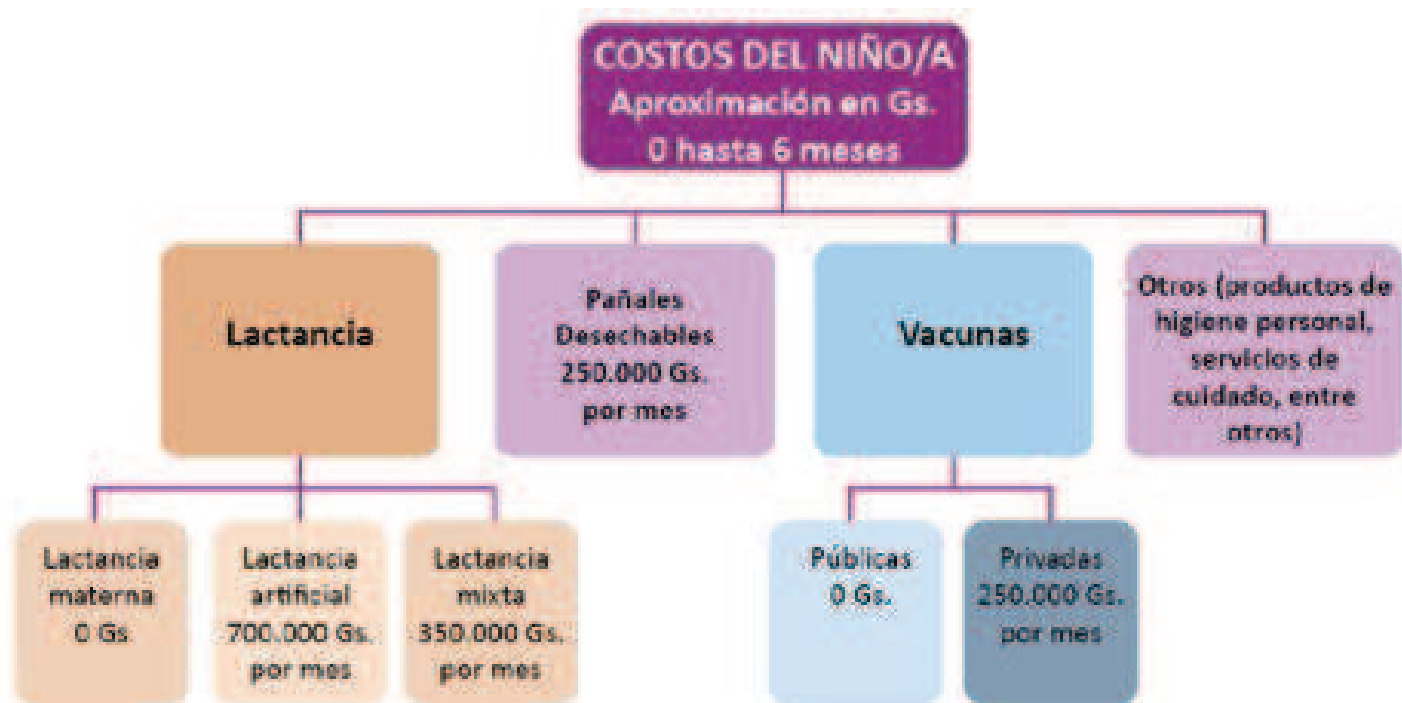 COSTOS DEL NIÑO/A
Aproximación en Gs.
0 hasta 6 meses
Lactancia
Pañales
Desechables
250.000 Gs.
por mes
Vacunas
Otros (productos de
higiene personal,
servicios de
cuidado, entre
otros)
Lactancia
materna
0 Gs
Lactancia
artificial
700.000 Gs.
por mes
Lactancia
mixta
350.000 Gs.
por mes
Públicas
0 Gs.
Privadas
250.000 Gs.
por mes